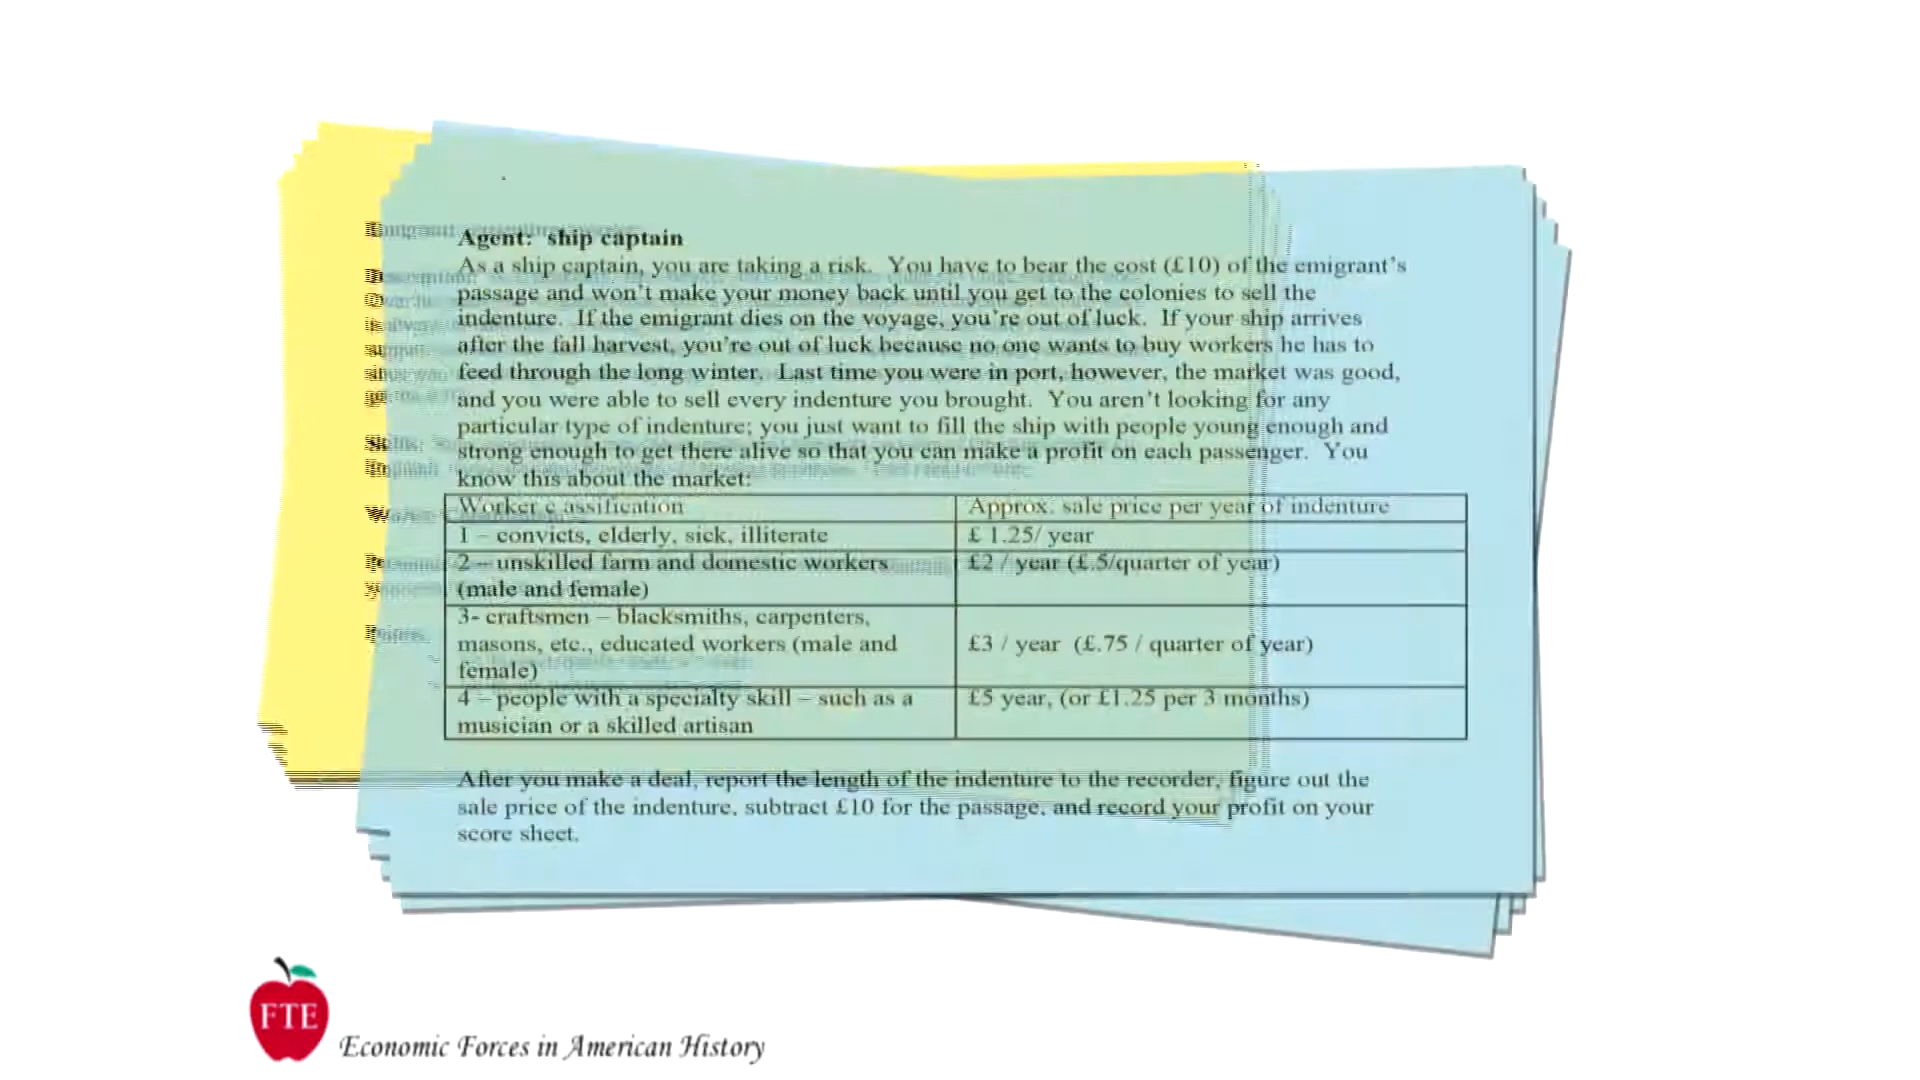 Agent: ship captain
As a ship captain, you are taking a risk. You have to bear the cost (£10) of the emigrant's
passage and won't make your money back until you get to the colonies to sell the
indenture. If the emigrant dies on the voyage, you're out of luck. If your ship arrives
after the fall harvest, you're out of luck because no one wants to buy workers he has to
feed through the long winter. Last time you were in port, however, the market was good,
and you were able to sell every indenture you brought. You aren't looking for any
particular type of indenture; you just want to fill the ship with people young enough and
strong enough to get there alive so that you can make a profit on each passenger. You
know this about the market:
Worker c assification Approx. sale price per year of indenture
1 – convicts, elderly, sick, illiterate £ 1.25/ year
2 – unskilled farm and domestic workers £2 / year (£.5/quarter of year)
(male and female)
3- craftsmen – blacksmiths, carpenters,
masons, etc., educated workers (male and £3 / year (£.75 / quarter of year)
female)
4 – people with a specialty skill – such as a £5 year, (or £1.25 per 3 months)
musician or a skilled artisan
After you make a deal, report the length of the indenture to the recorder, figure out the
sale price of the indenture, subtract £10 for the passage, and record your profit on your
score sheet.
FTE
Economic Forces in American History